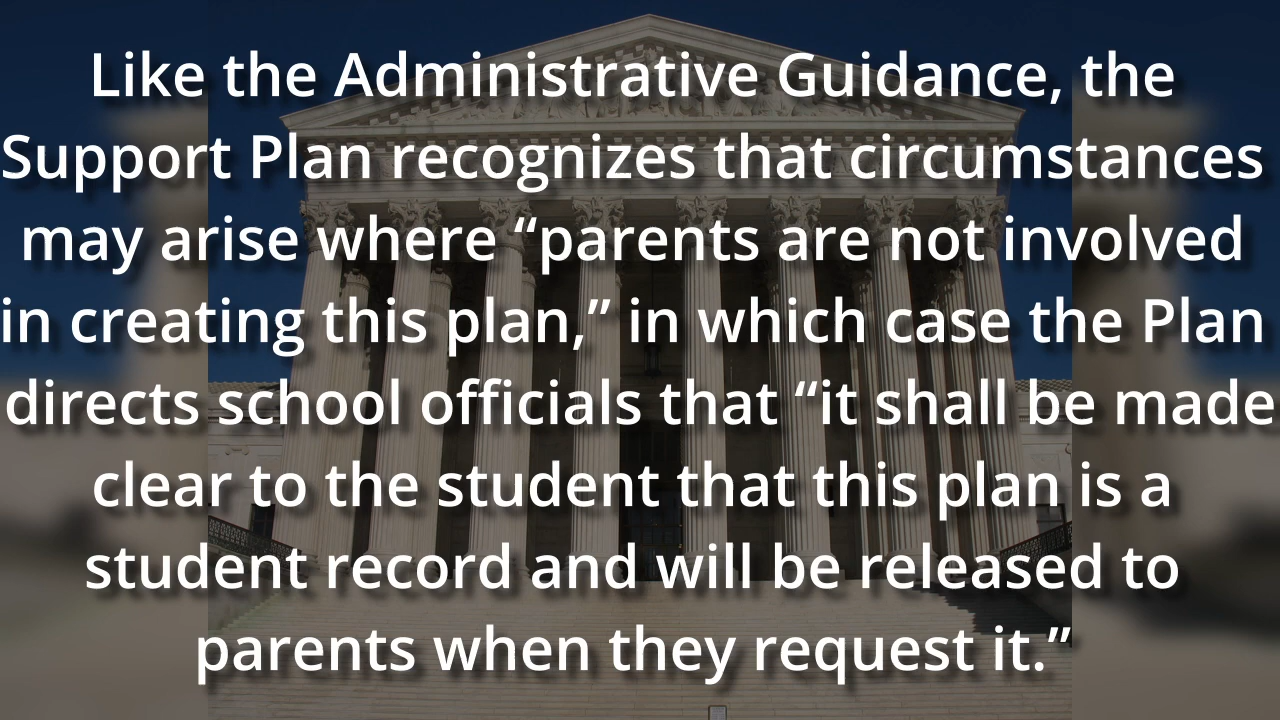 Like the Administrative Guidance, the
Support Plan recognizes that circumstances
may arise where “parents are not involved
in creating this plan,” in which case the Plan
directs school officials that “it shall be made
clear to the student that this plan is a
student record and will be released to
parents when they request it.”